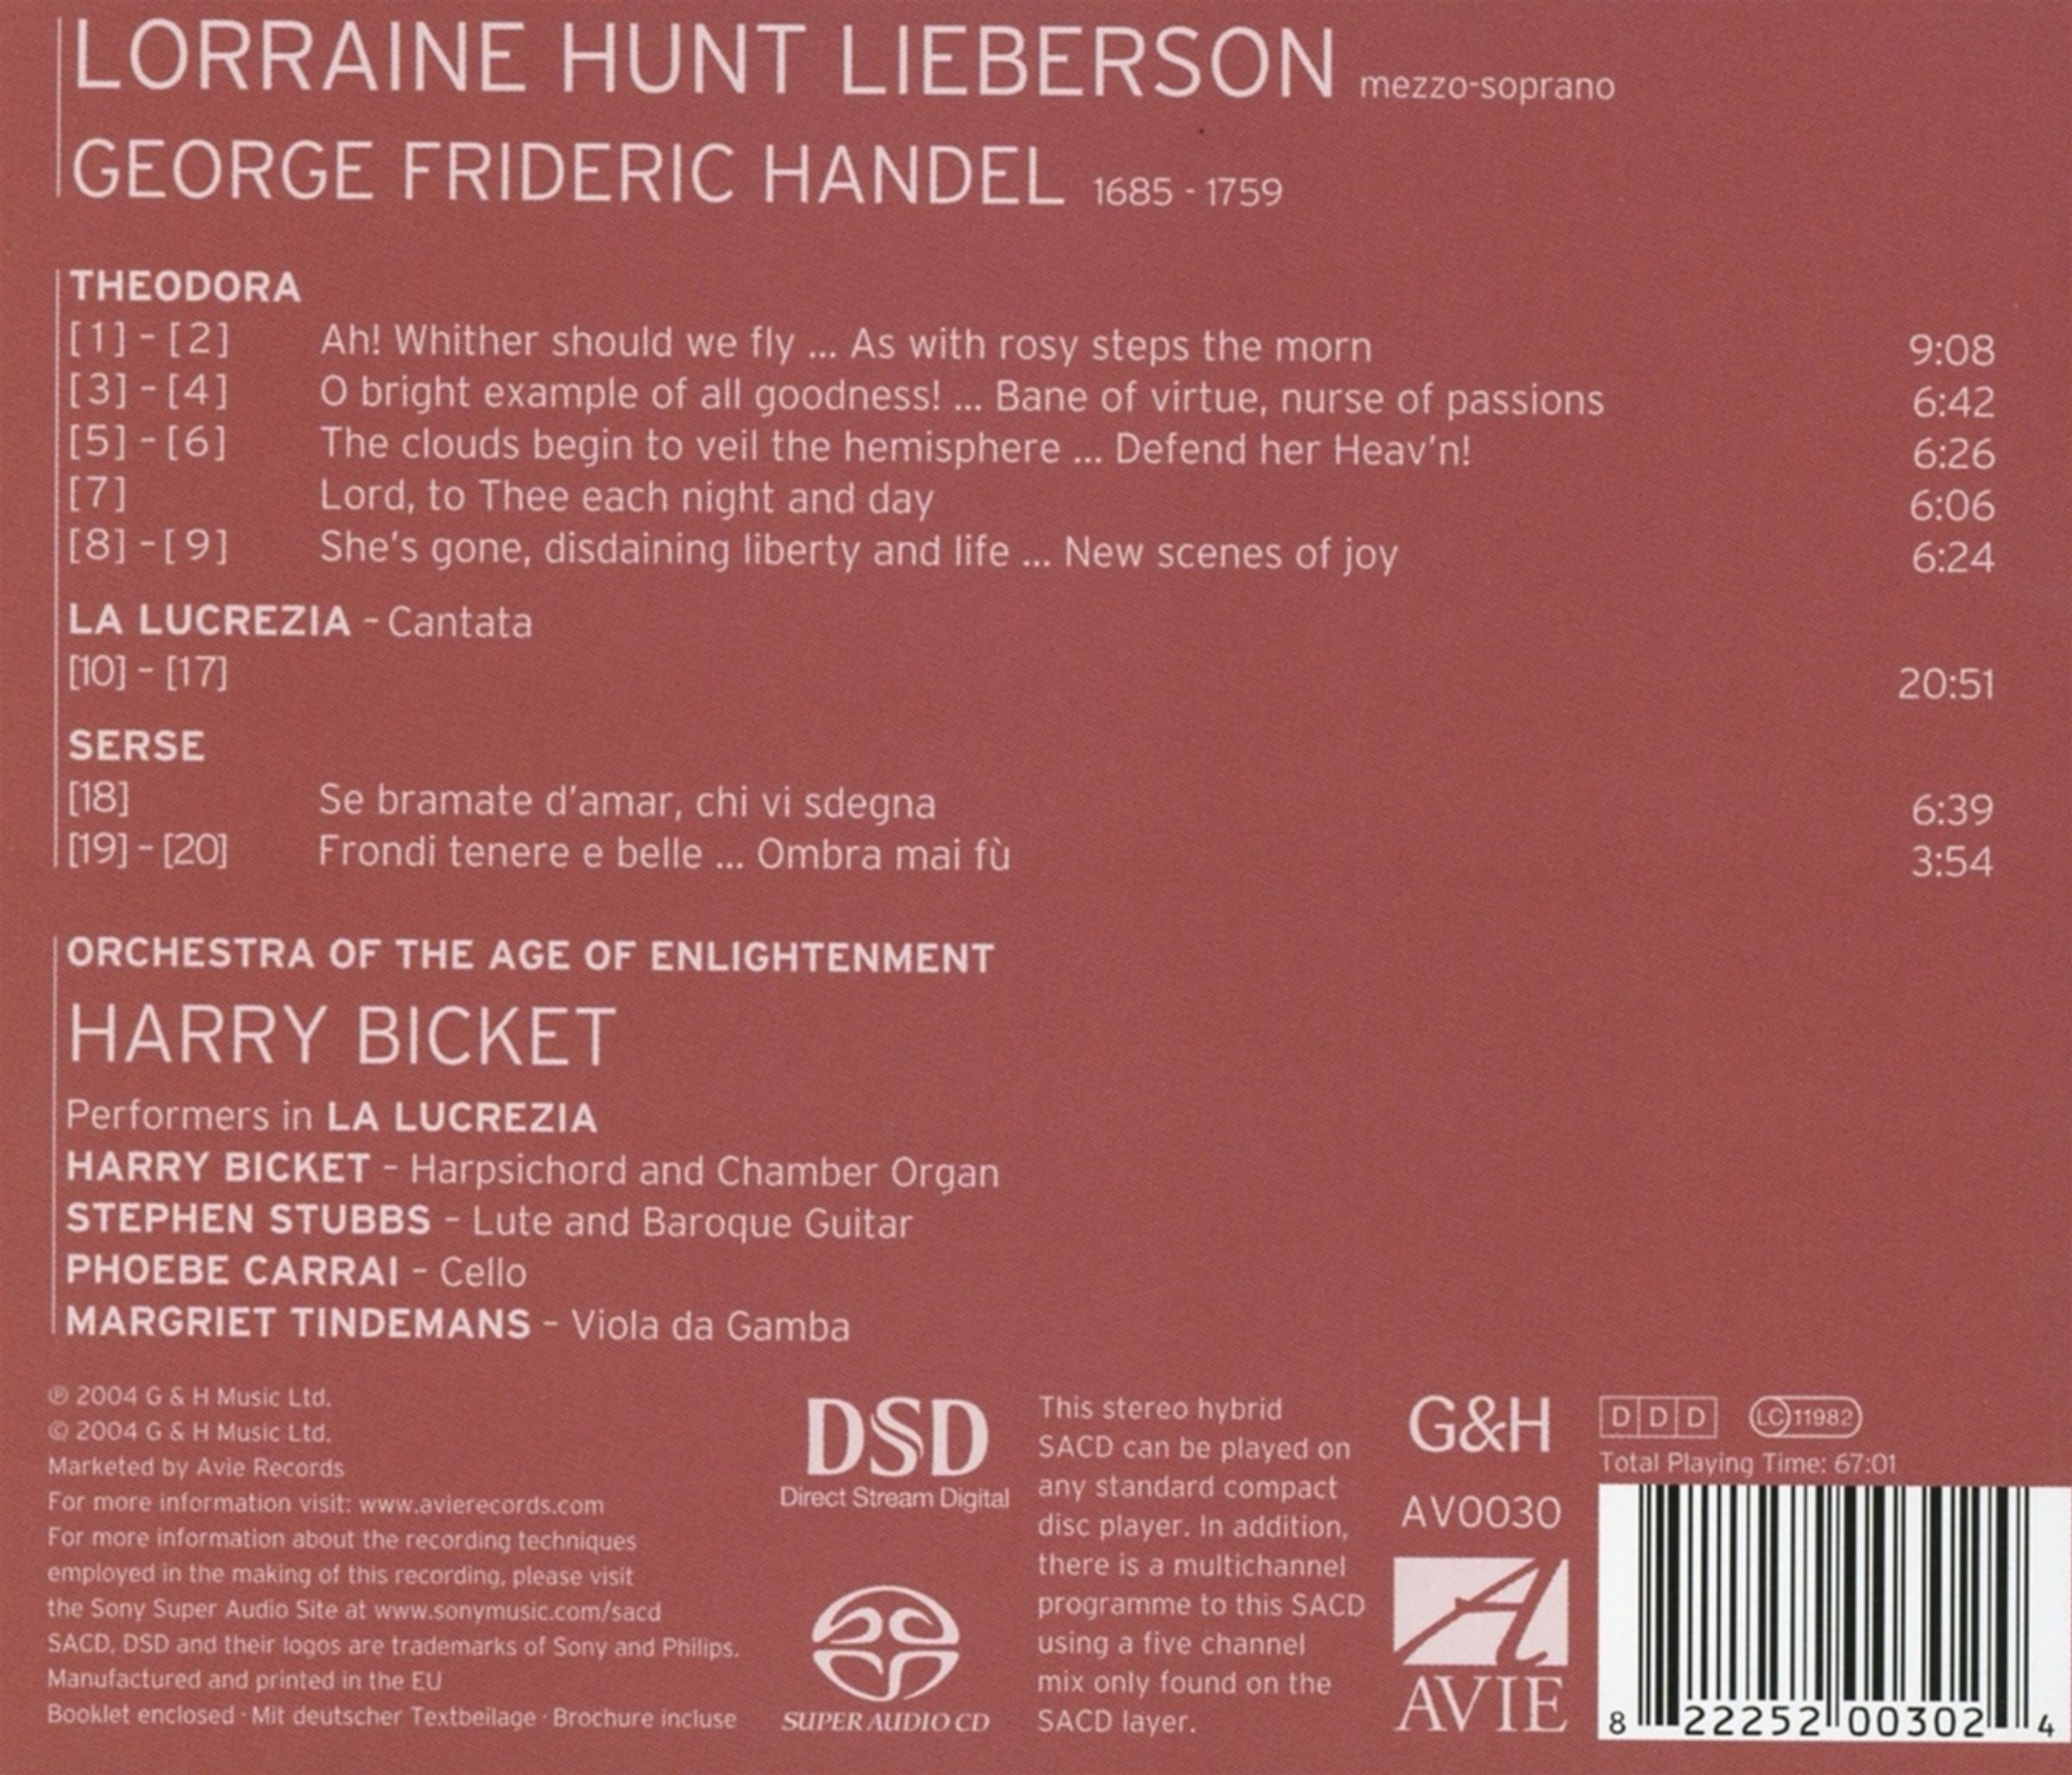 LORRAINE HUNT LIEBERSON mezzo-soprano
GEORGE FRIDERIC HANDEL 1685 - 1759
THEODORA
[1] - [2] Ah! Whither should we fly ... As with rosy steps the morn 9:08
[3] - [4] O bright example of all goodness! ... Bane of virtue, nurse of passions 6:42
[5] - [6] The clouds begin to veil the hemisphere ... Defend her Heav'n! 6:26
[7] Lord, to Thee each night and day 6:06
[8] - [9] She's gone, disdaining liberty and life ... New scenes of joy 6:24
LA LUCREZIA - Cantata
[10] - [17] 20:51
SERSE
[18] Se bramate d'amar, chi vi sdegna 6:39
[19] - [20] Frondi tenere e belle ... Ombra mai fù 3:54
ORCHESTRA OF THE AGE OF ENLIGHTENMENT
HARRY BICKET
Performers in LA LUCREZIA
HARRY BICKET - Harpsichord and Chamber Organ
STEPHEN STUBBS - Lute and Baroque Guitar
PHOEBE CARRAI - Cello
MARGRIET TINDEMANS - Viola da Gamba
℗ 2004 G & H Music Ltd.
© 2004 G & H Music Ltd.
Marketed by Avie Records
For more information visit: www.avierecords.com
For more information about the recording techniques
employed in the making of this recording, please visit
the Sony Super Audio Site at www.sonymusic.com/sacd
SACD, DSD and their logos are trademarks of Sony and Philips.
Manufactured and printed in the EU
Booklet enclosed · Mit deutscher Textbeilage · Brochure incluse
DSD
Direct Stream Digital
SUPER AUDIO CD
This stereo hybrid
SACD can be played on
any standard compact
disc player. In addition,
there is a multichannel
programme to this SACD
using a five channel
mix only found on the
SACD layer.
G&H
AV0030
A
AVIE
D D D LC 11982
Total Playing Time: 67:01
8 22252 00302 4